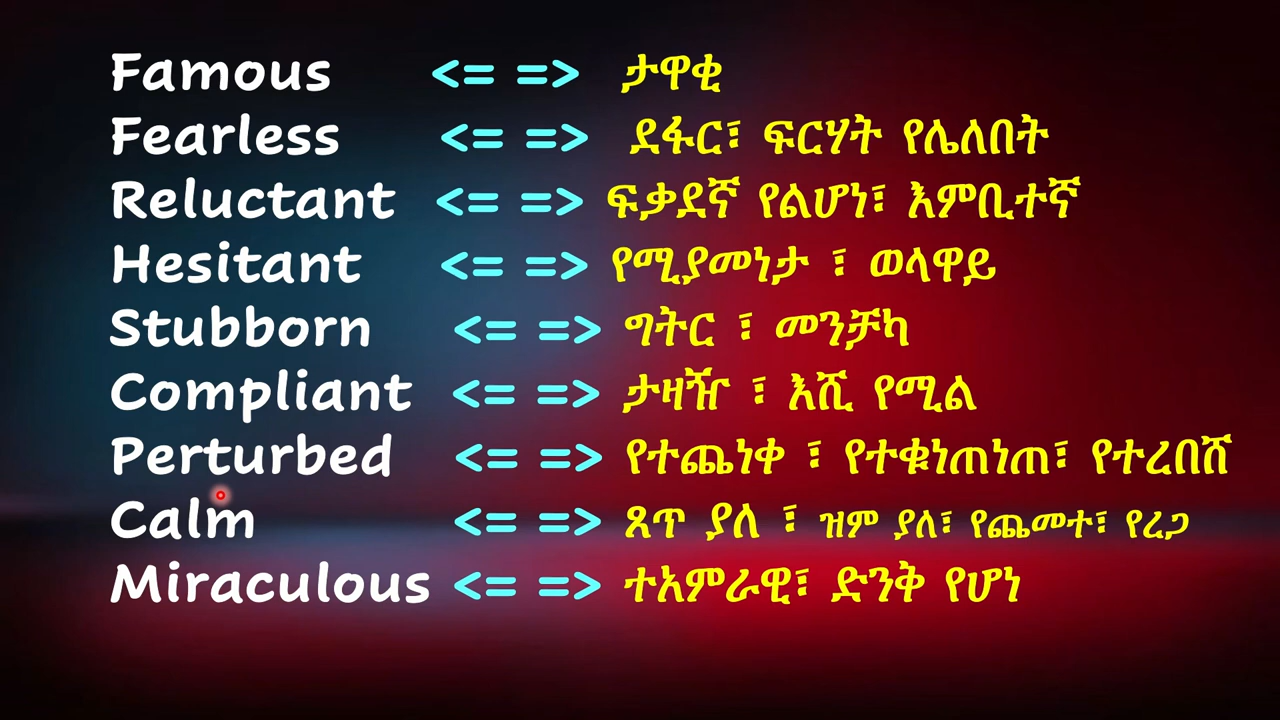 Famous <= => ታዋቂ
Fearless <= => ደፋር፣ ፍርሃት የሌለበት
Reluctant <= => ፍቃደኛ የልሆነ፣ እምቢተኛ
Hesitant <= => የሚያመነታ ፣ ወላዋይ
Stubborn <= => ግትር ፣ መንቻካ
Compliant <= => ታዛዥ ፣ እሺ የሚል
Perturbed <= => የተጨነቀ ፣ የተቁነጠነጠ፣ የተረበሸ
Calm <= => ጸጥ ያለ ፣ ዝም ያለ፣ የጨመተ፣ የረጋ
Miraculous <= => ተአምራዊ፣ ድንቅ የሆነ